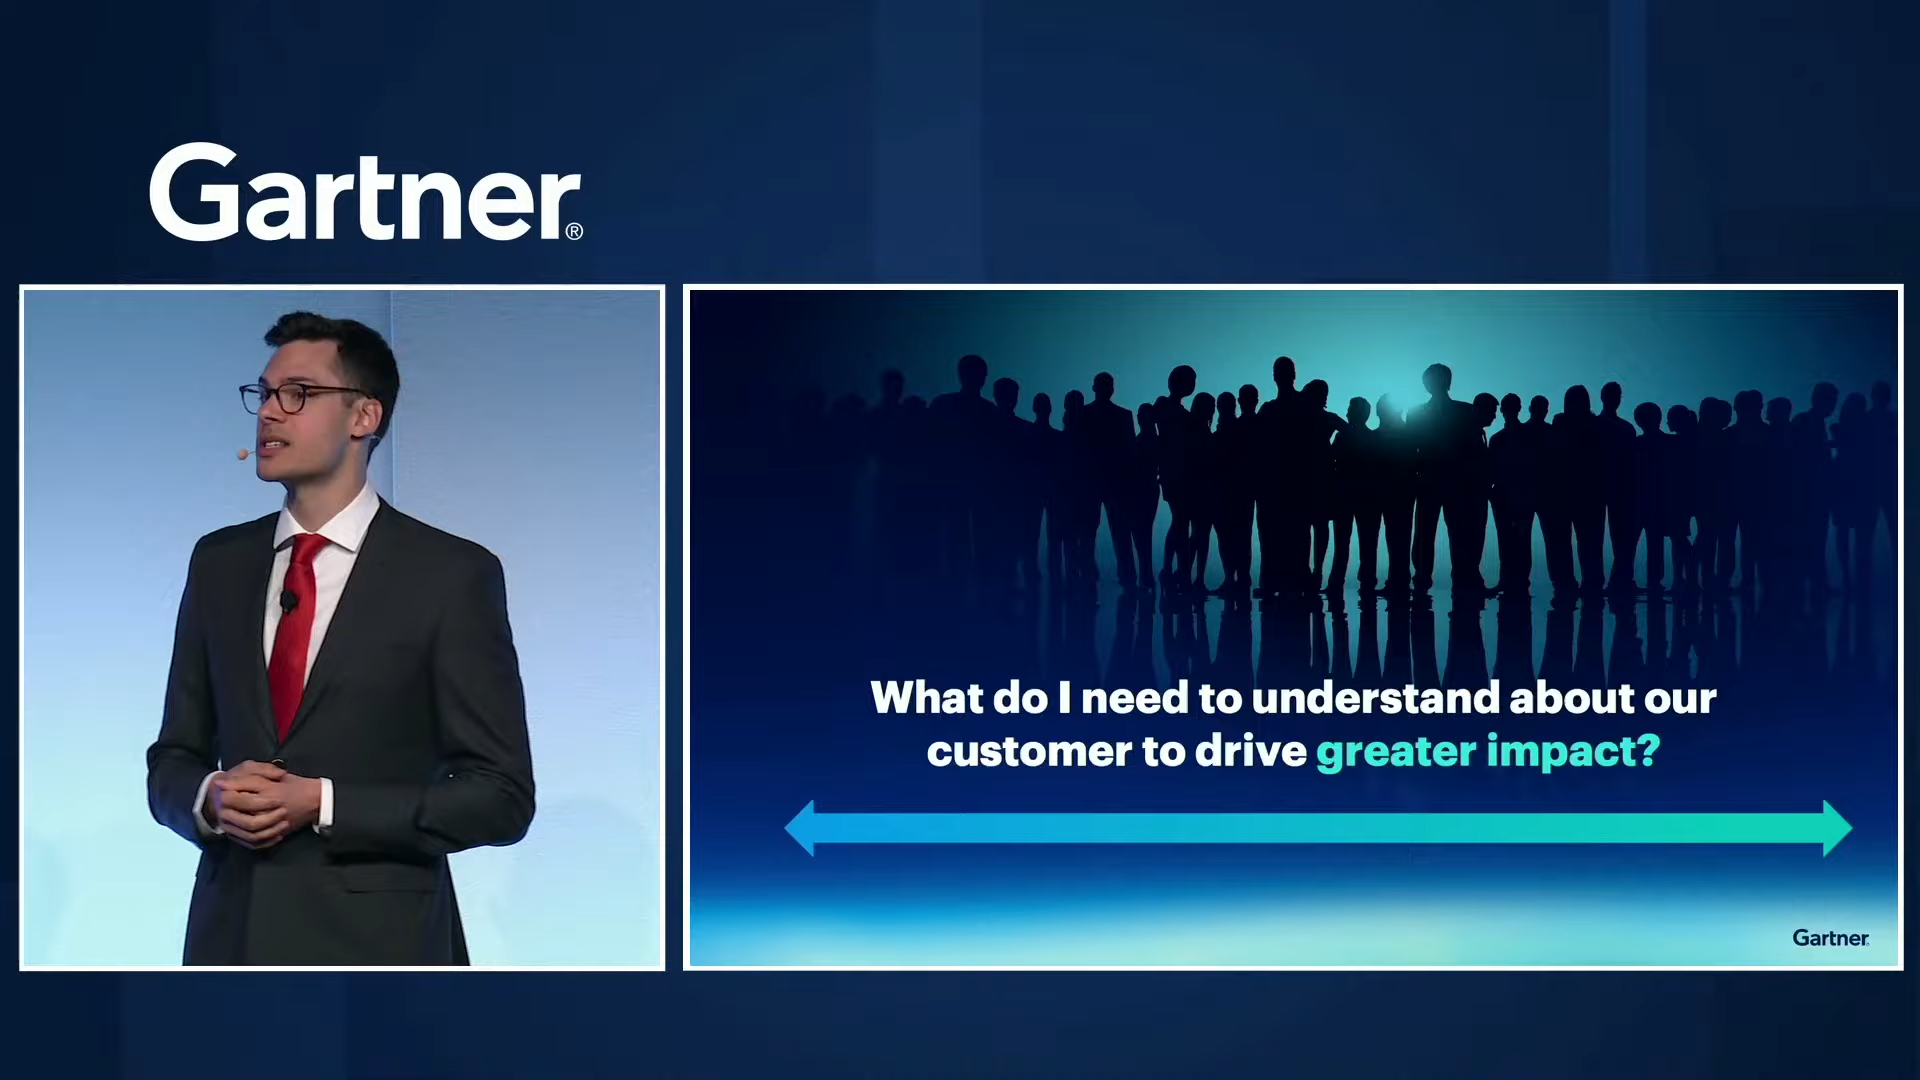 Gartner®
What do I need to understand about our
customer to drive greater impact?
Gartner